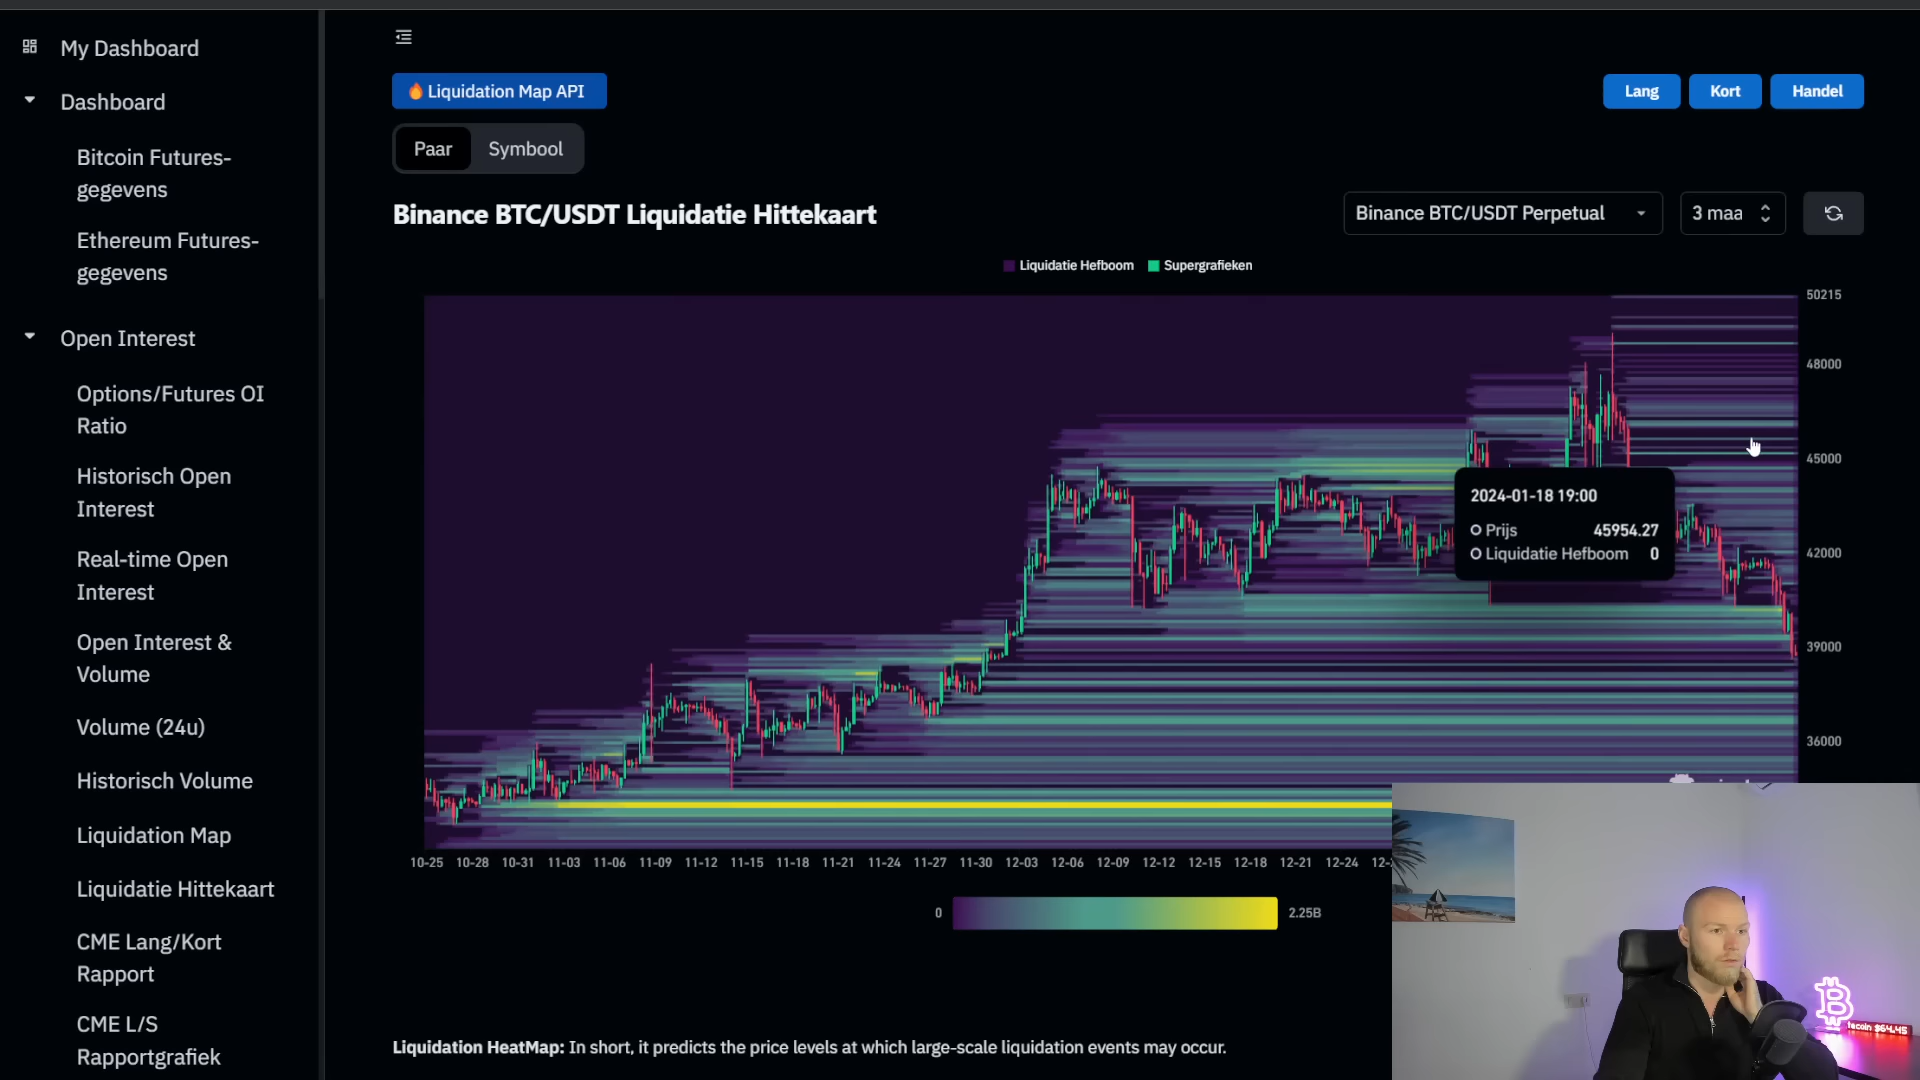 My Dashboard
Dashboard
Bitcoin Futures-
gegevens
Ethereum Futures-
gegevens
Open Interest
Options/Futures OI
Ratio
Historisch Open
Interest
Real-time Open
Interest
Open Interest &
Volume
Volume (24u)
Historisch Volume
Liquidation Map
Liquidatie Hittekaart
CME Lang/Kort
Rapport
CME L/S
Rapportgrafiek
Liquidation Map API
Lang Kort Handel
Paar Symbool
Binance BTC/USDT Liquidatie Hittekaart
Binance BTC/USDT Perpetual
3 maa
Liquidatie Hefboom Supergrafieken
50215
48000
45000
42000
39000
36000
2024-01-18 19:00
Prijs 45954.27
Liquidatie Hefboom 0
10-25 10-28 10-31 11-03 11-06 11-09 11-12 11-15 11-18 11-21 11-24 11-27 11-30 12-03 12-06 12-09 12-12 12-15 12-18 12-21 12-24
0 2.25B
Liquidation HeatMap: In short, it predicts the price levels at which large-scale liquidation events may occur.